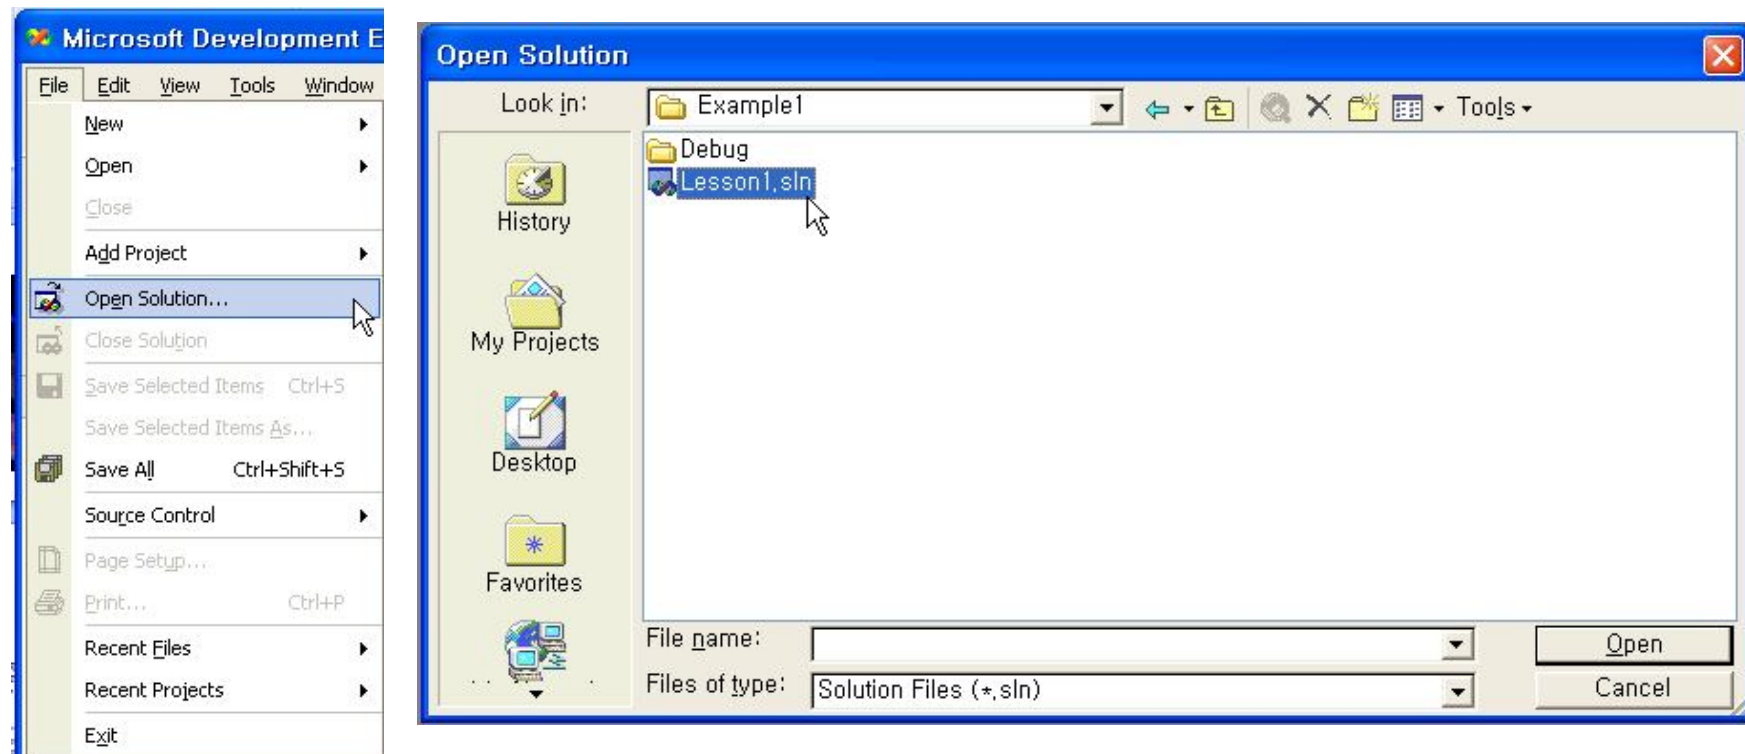 Microsoft Development E
File Edit View Tools Window
New
Open
Close
Add Project
Open Solution...
Close Solution
Save Selected Items Ctrl+S
Save Selected Items As...
Save All Ctrl+Shift+S
Source Control
Page Setup...
Print... Ctrl+P
Recent Files
Recent Projects
Exit
Open Solution
Look in: Example1 Tools
Debug
Lesson1.sln
History
My Projects
Desktop
Favorites
File name: Open
Files of type: Solution Files (*.sln) Cancel